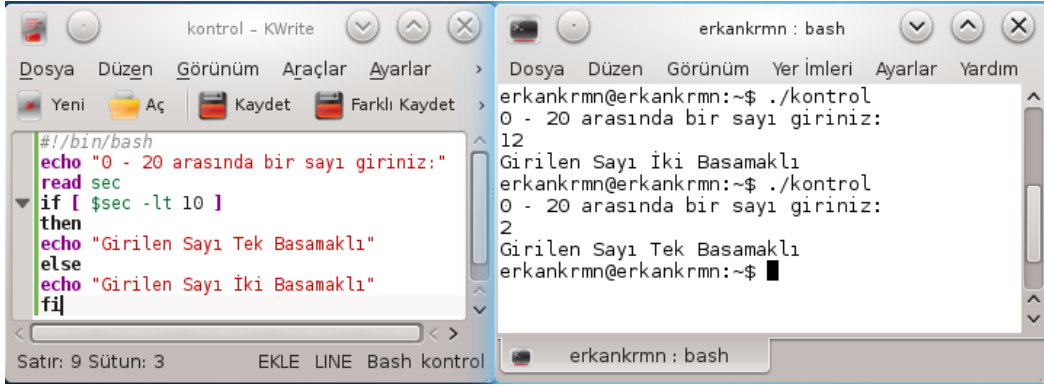 kontrol – KWrite
Dosya Düzen Görünüm Araçlar Ayarlar
Yeni Aç Kaydet Farklı Kaydet
#!/bin/bash
echo "0 - 20 arasında bir sayı giriniz:"
read sec
if [ $sec -lt 10 ]
then
echo "Girilen Sayı Tek Basamaklı"
else
echo "Girilen Sayı İki Basamaklı"
fi
Satır: 9 Sütun: 3 EKLE LINE Bash kontrol
erkankrmn : bash
Dosya Düzen Görünüm Yer İmleri Ayarlar Yardım
erkankrmn@erkankrmn:~$ ./kontrol
0 - 20 arasında bir sayı giriniz:
12
Girilen Sayı İki Basamaklı
erkankrmn@erkankrmn:~$ ./kontrol
0 - 20 arasında bir sayı giriniz:
2
Girilen Sayı Tek Basamaklı
erkankrmn@erkankrmn:~$
erkankrmn : bash